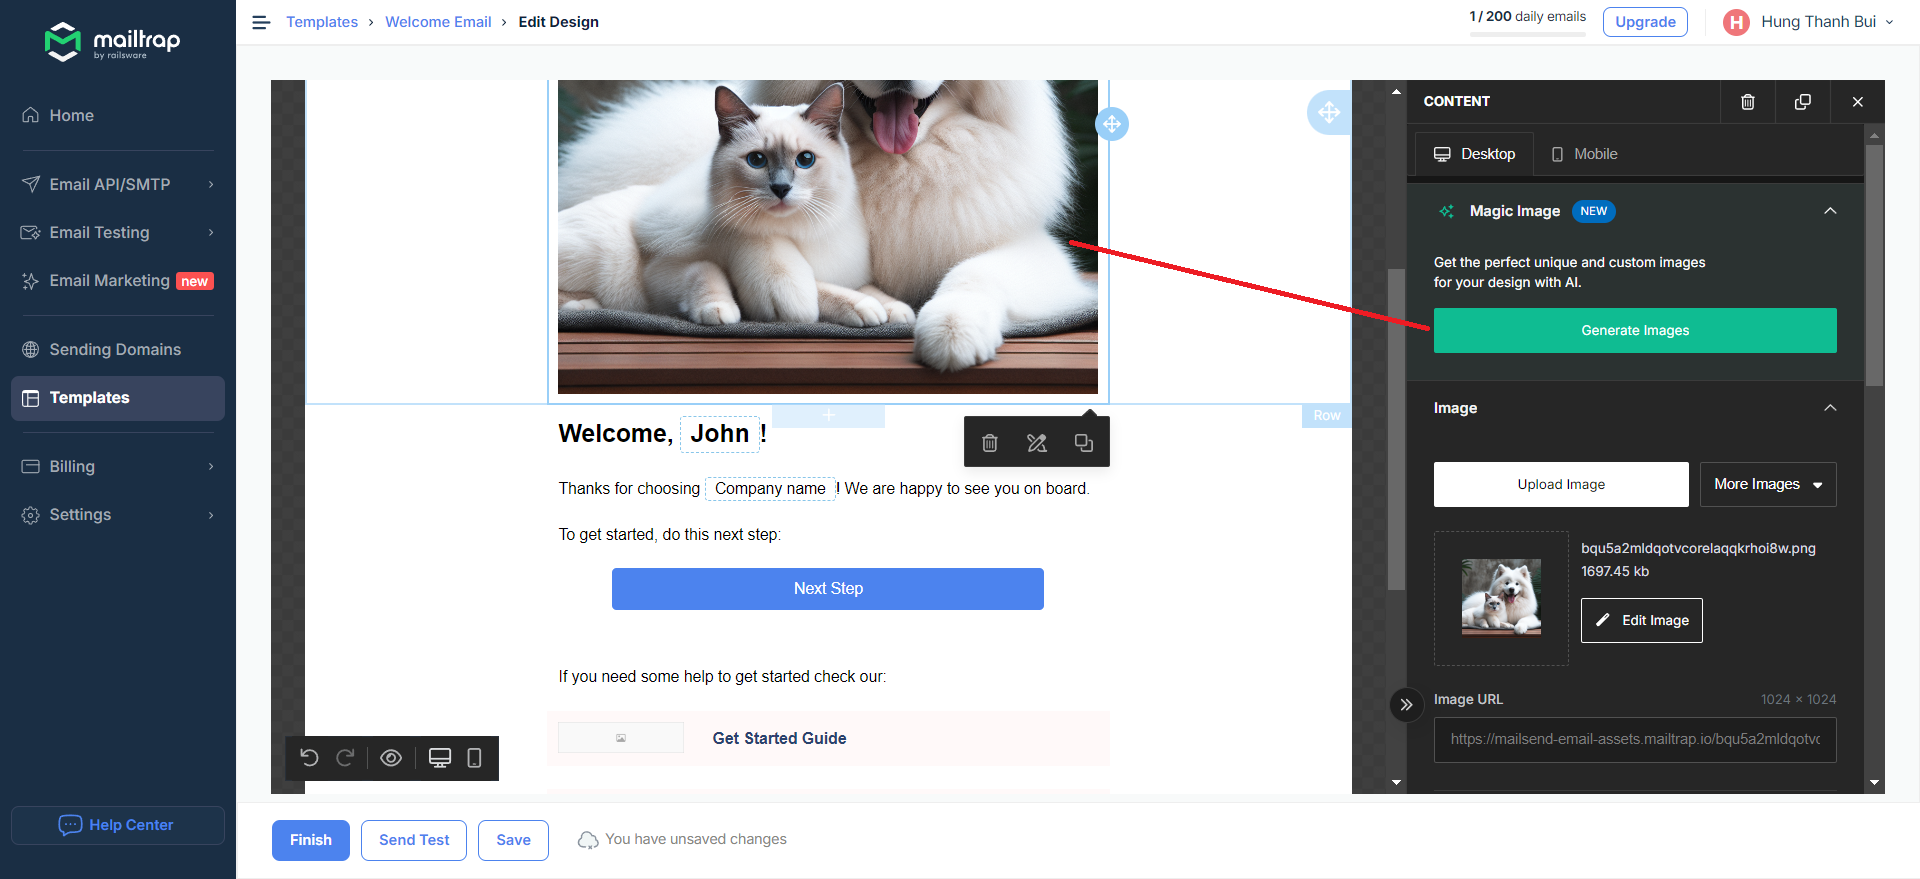 mailtrap
by railsware
Home
Email API/SMTP
Email Testing
Email Marketing new
Sending Domains
Templates
Billing
Settings
Help Center
Templates › Welcome Email › Edit Design
1 / 200 daily emails
Upgrade
H Hung Thanh Bui
Row
Welcome, John !
Thanks for choosing Company name ! We are happy to see you on board.
To get started, do this next step:
Next Step
If you need some help to get started check our:
Get Started Guide
CONTENT
Desktop
Mobile
Magic Image NEW
Get the perfect unique and custom images
for your design with AI.
Generate Images
Image
Upload Image
More Images
bqu5a2mldqotvcorelaqqkrhoi8w.png
1697.45 kb
Edit Image
Image URL 1024 × 1024
https://mailsend-email-assets.mailtrap.io/bqu5a2mldqotvc
Finish
Send Test
Save
You have unsaved changes